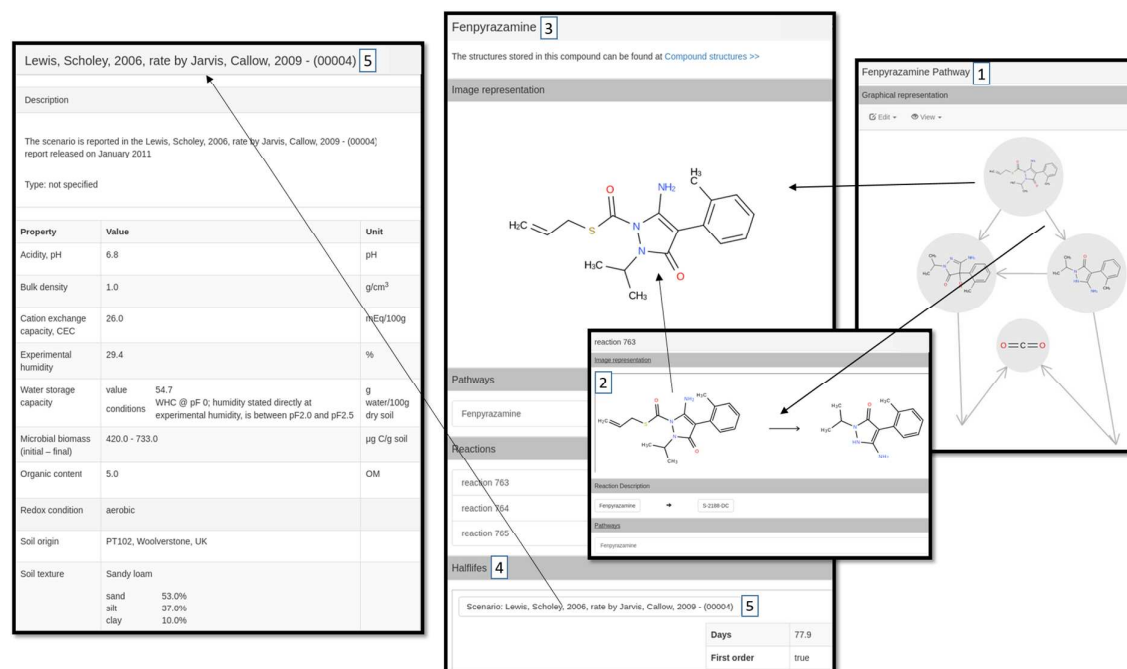 Lewis, Scholey, 2006, rate by Jarvis, Callow, 2009 - (00004) 5
Description
The scenario is reported in the Lewis, Scholey, 2006, rate by Jarvis, Callow, 2009 - (00004)
report released on January 2011
Type: not specified
Property Value Unit
Acidity, pH 6.8 pH
Bulk density 1.0 g/cm³
Cation exchange 26.0 mEq/100g
capacity, CEC
Experimental 29.4 %
humidity
Water storage value 54.7 g
capacity conditions WHC @ pF 0; humidity stated directly at water/100g
experimental humidity, is between pF2.0 and pF2.5 dry soil
Microbial biomass 420.0 - 733.0 µg C/g soil
(initial – final)
Organic content 5.0 OM
Redox condition aerobic
Soil origin PT102, Woolverstone, UK
Soil texture Sandy loam
sand 53.0%
silt 37.0%
clay 10.0%
Fenpyrazamine 3
The structures stored in this compound can be found at Compound structures >>
Image representation
H₃C
O NH₂ C
H₂C S N
N
H₃C O
CH₃
Pathways
Fenpyrazamine
Reactions
reaction 763
reaction 764
reaction 765
Halflifes 4
Scenario: Lewis, Scholey, 2006, rate by Jarvis, Callow, 2009 - (00004) 5
Days 77.9
First order true
reaction 763
Image representation
2
Reaction Description
Fenpyrazamine → S-2188-DC
Pathways
Fenpyrazamine
Fenpyrazamine Pathway 1
Graphical representation
Edit View
O=C=O